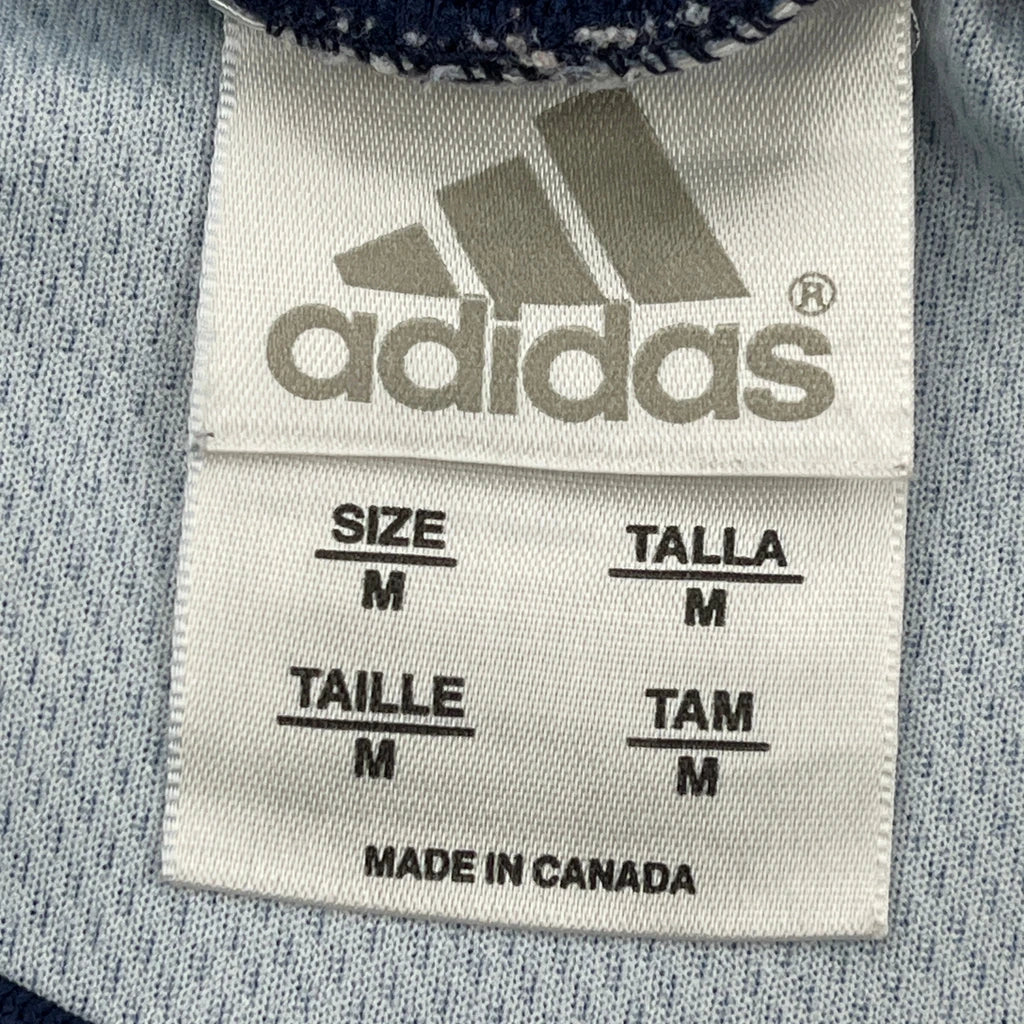 adidas®
SIZE TALLA
M M
TAILLE TAM
M M
MADE IN CANADA